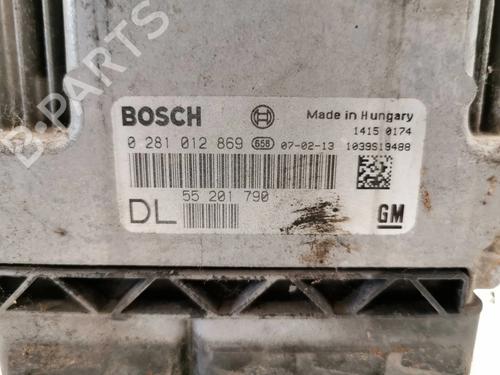 BOSCH
Made in Hungary
1415 0174
0 281 012 869 658 07-02-13 1039S19488
55 201 790
DL
GM
B-PARTS